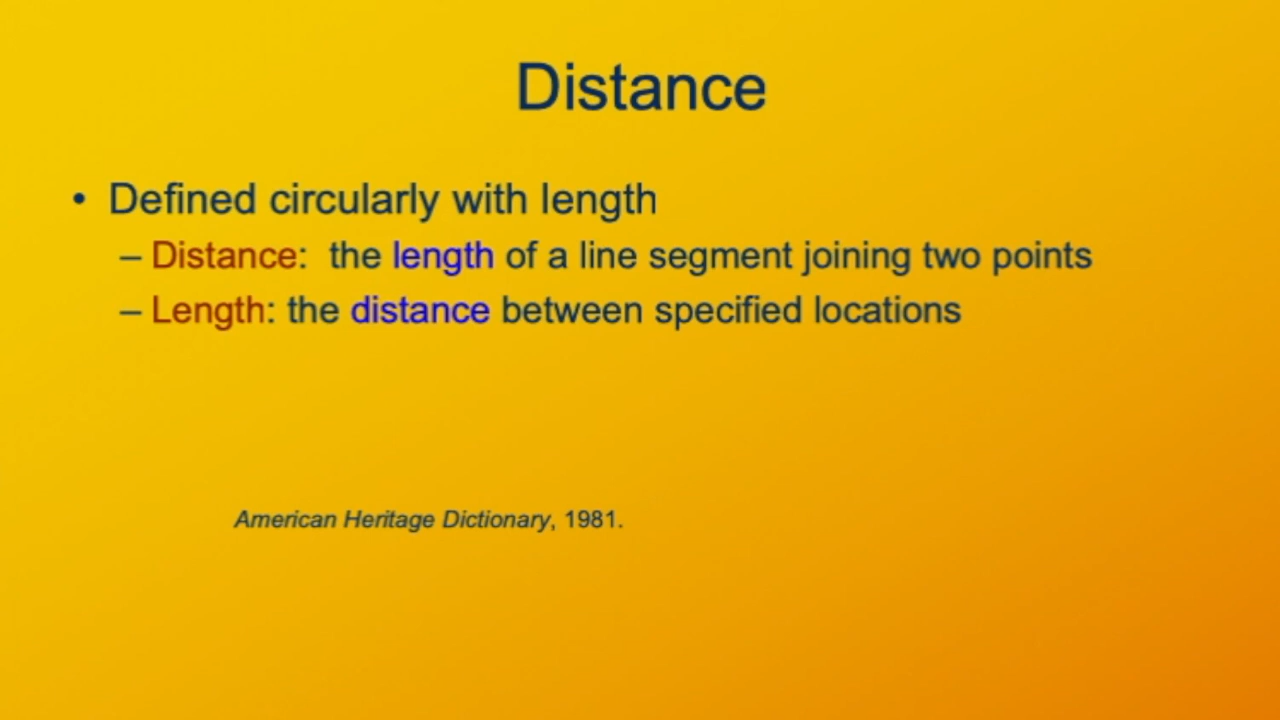 Distance
• Defined circularly with length
– Distance: the length of a line segment joining two points
– Length: the distance between specified locations
American Heritage Dictionary, 1981.